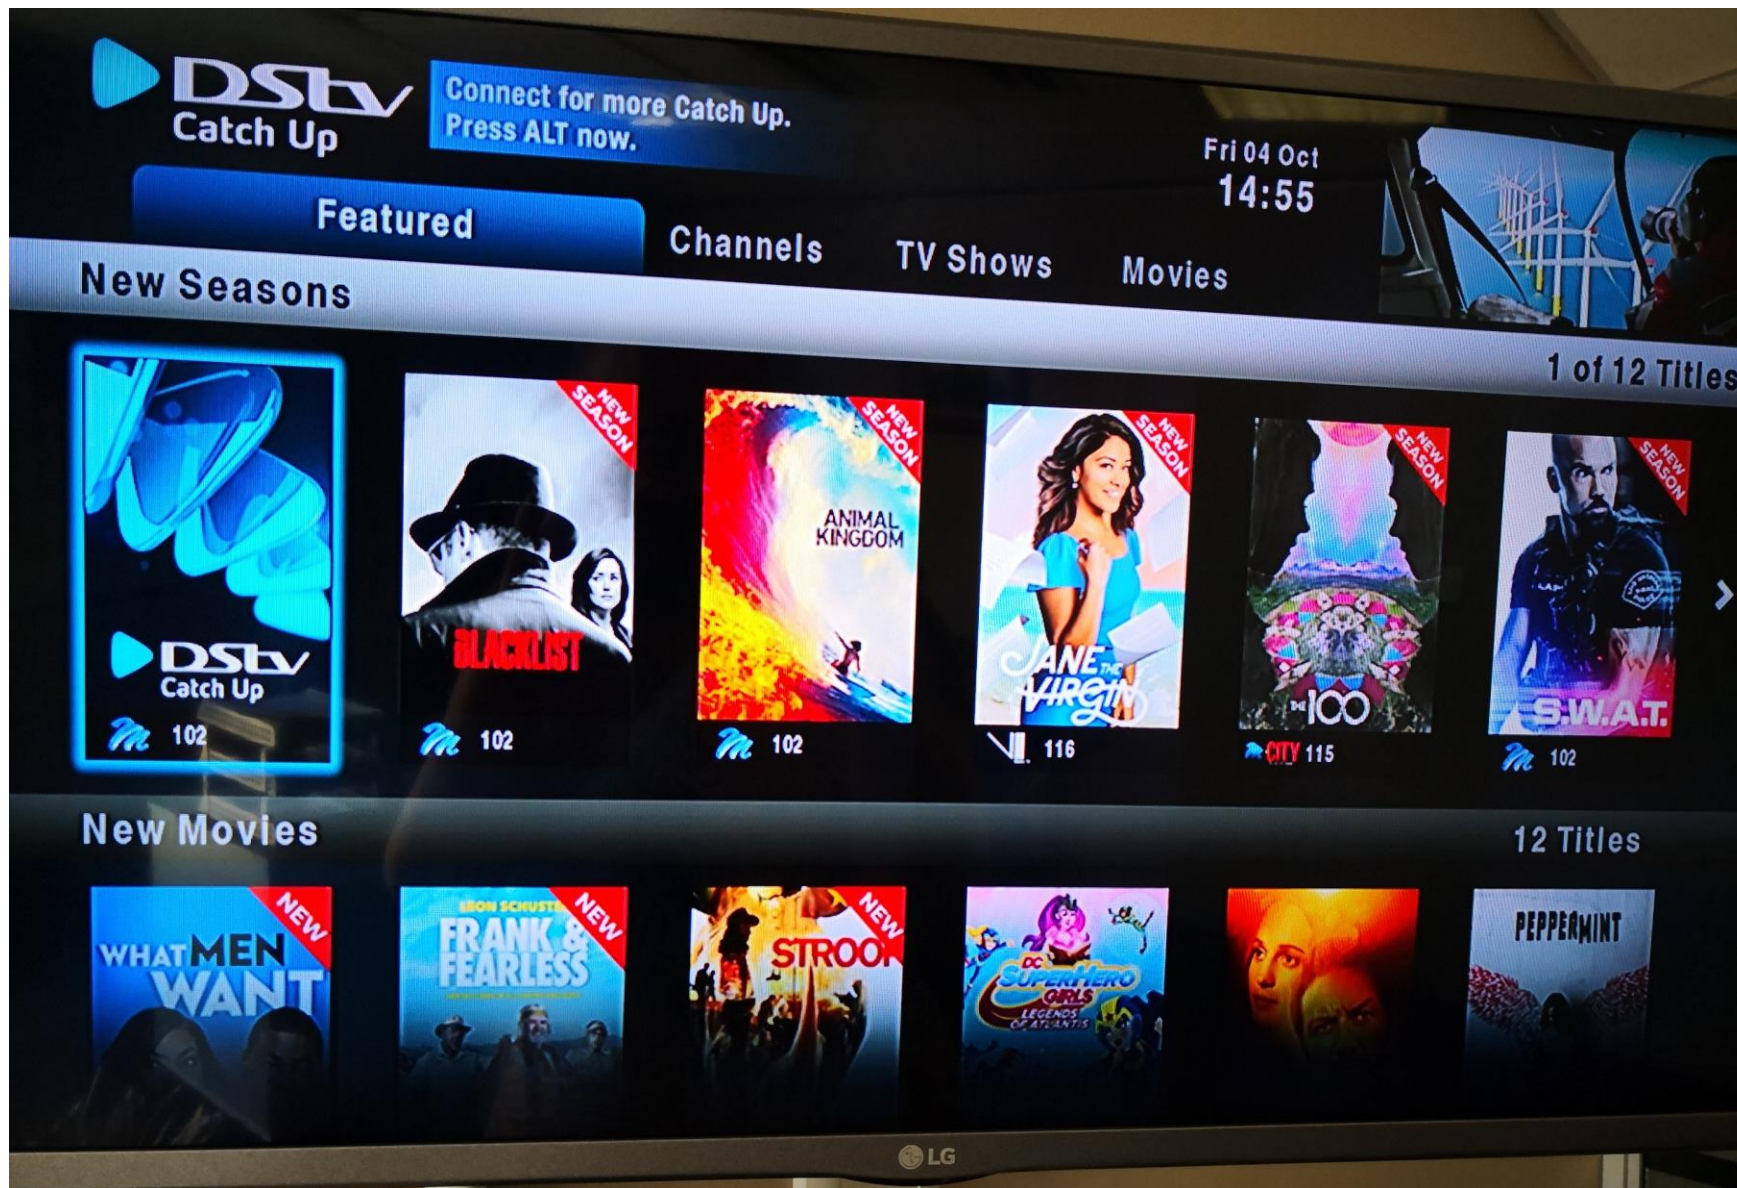 DStv
Catch Up
Connect for more Catch Up.
Press ALT now.
Fri 04 Oct
14:55
Featured
Channels
TV Shows
Movies
New Seasons
1 of 12 Titles
NEW
SEASON
NEW
SEASON
NEW
SEASON
NEW
SEASON
NEW
SEASON
DStv
Catch Up
BLACKLIST
ANIMAL
KINGDOM
JANE THE
VIRGIN
THE 100
S.W.A.T.
M 102
M 102
M 102
116
M CITY 115
M 102
New Movies
12 Titles
NEW
WHAT MEN
WANT
NEW
LEON SCHUSTER
FRANK &
FEARLESS
NEW
STROOP
DC
SUPERHERO
GIRLS
LEGENDS
OF ATLANTIS
PEPPERMINT
LG